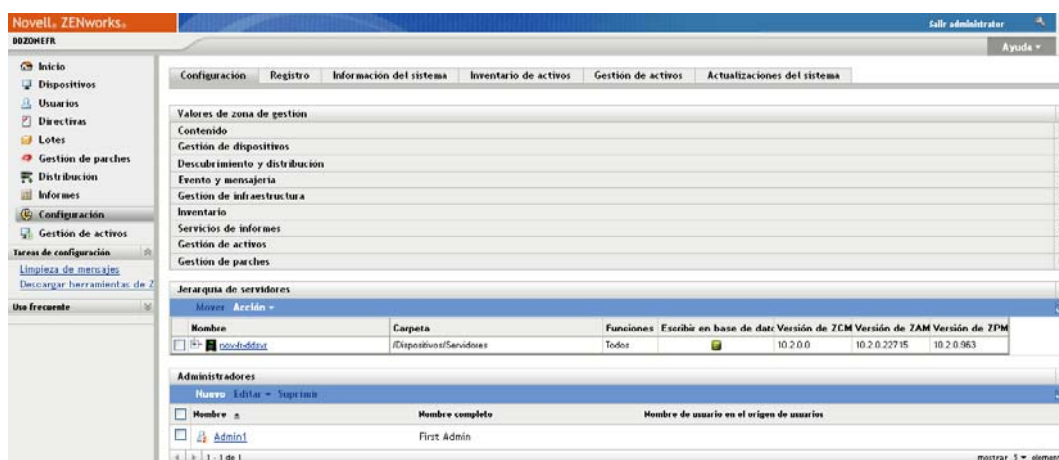 Novell. ZENworks.
Salir administrator
DDZONEFR
Ayuda
Inicio
Dispositivos
Usuarios
Directivas
Lotes
Gestión de parches
Distribución
Informes
Configuración
Gestión de activos
Tareas de configuración
Limpieza de mensajes
Descargar herramientas de Z
Uso frecuente
Configuración Registro Información del sistema Inventario de activos Gestión de activos Actualizaciones del sistema
Valores de zona de gestión
Contenido
Gestión de dispositivos
Descubrimiento y distribución
Evento y mensajería
Gestión de infraestructura
Inventario
Servicios de informes
Gestión de activos
Gestión de parches
Jerarquía de servidores
Mover Acción
Nombre Carpeta Funciones Escribir en base de datc Versión de ZCM Versión de ZAM Versión de ZPM
/Dispositivos/Servidores Todos 10.2.0.0 10.2.0.22715 10.2.0.963
Administradores
Nuevo Editar Suprimir
Nombre Nombre completo Nombre de usuario en el origen de usuarios
Admin1 First Admin
1 - 1 de 1 mostrar 5 elemen